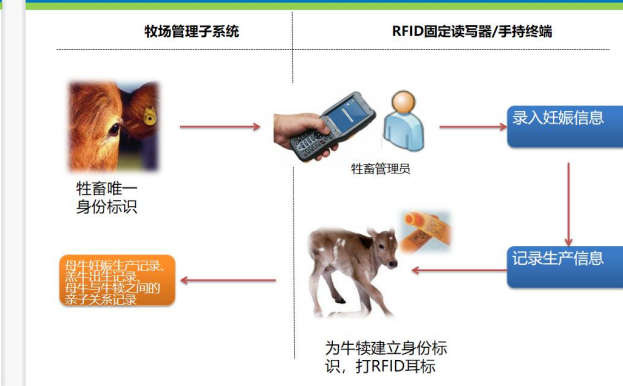 牧场管理子系统
RFID固定读写器/手持终端
录入妊娠信息
牲畜管理员
牲畜唯一
身份标识
记录生产信息
母牛妊娠生产记录、
羔牛出生记录、
母牛与牛犊之间的
亲子关系记录
为牛犊建立身份标
识，打RFID耳标